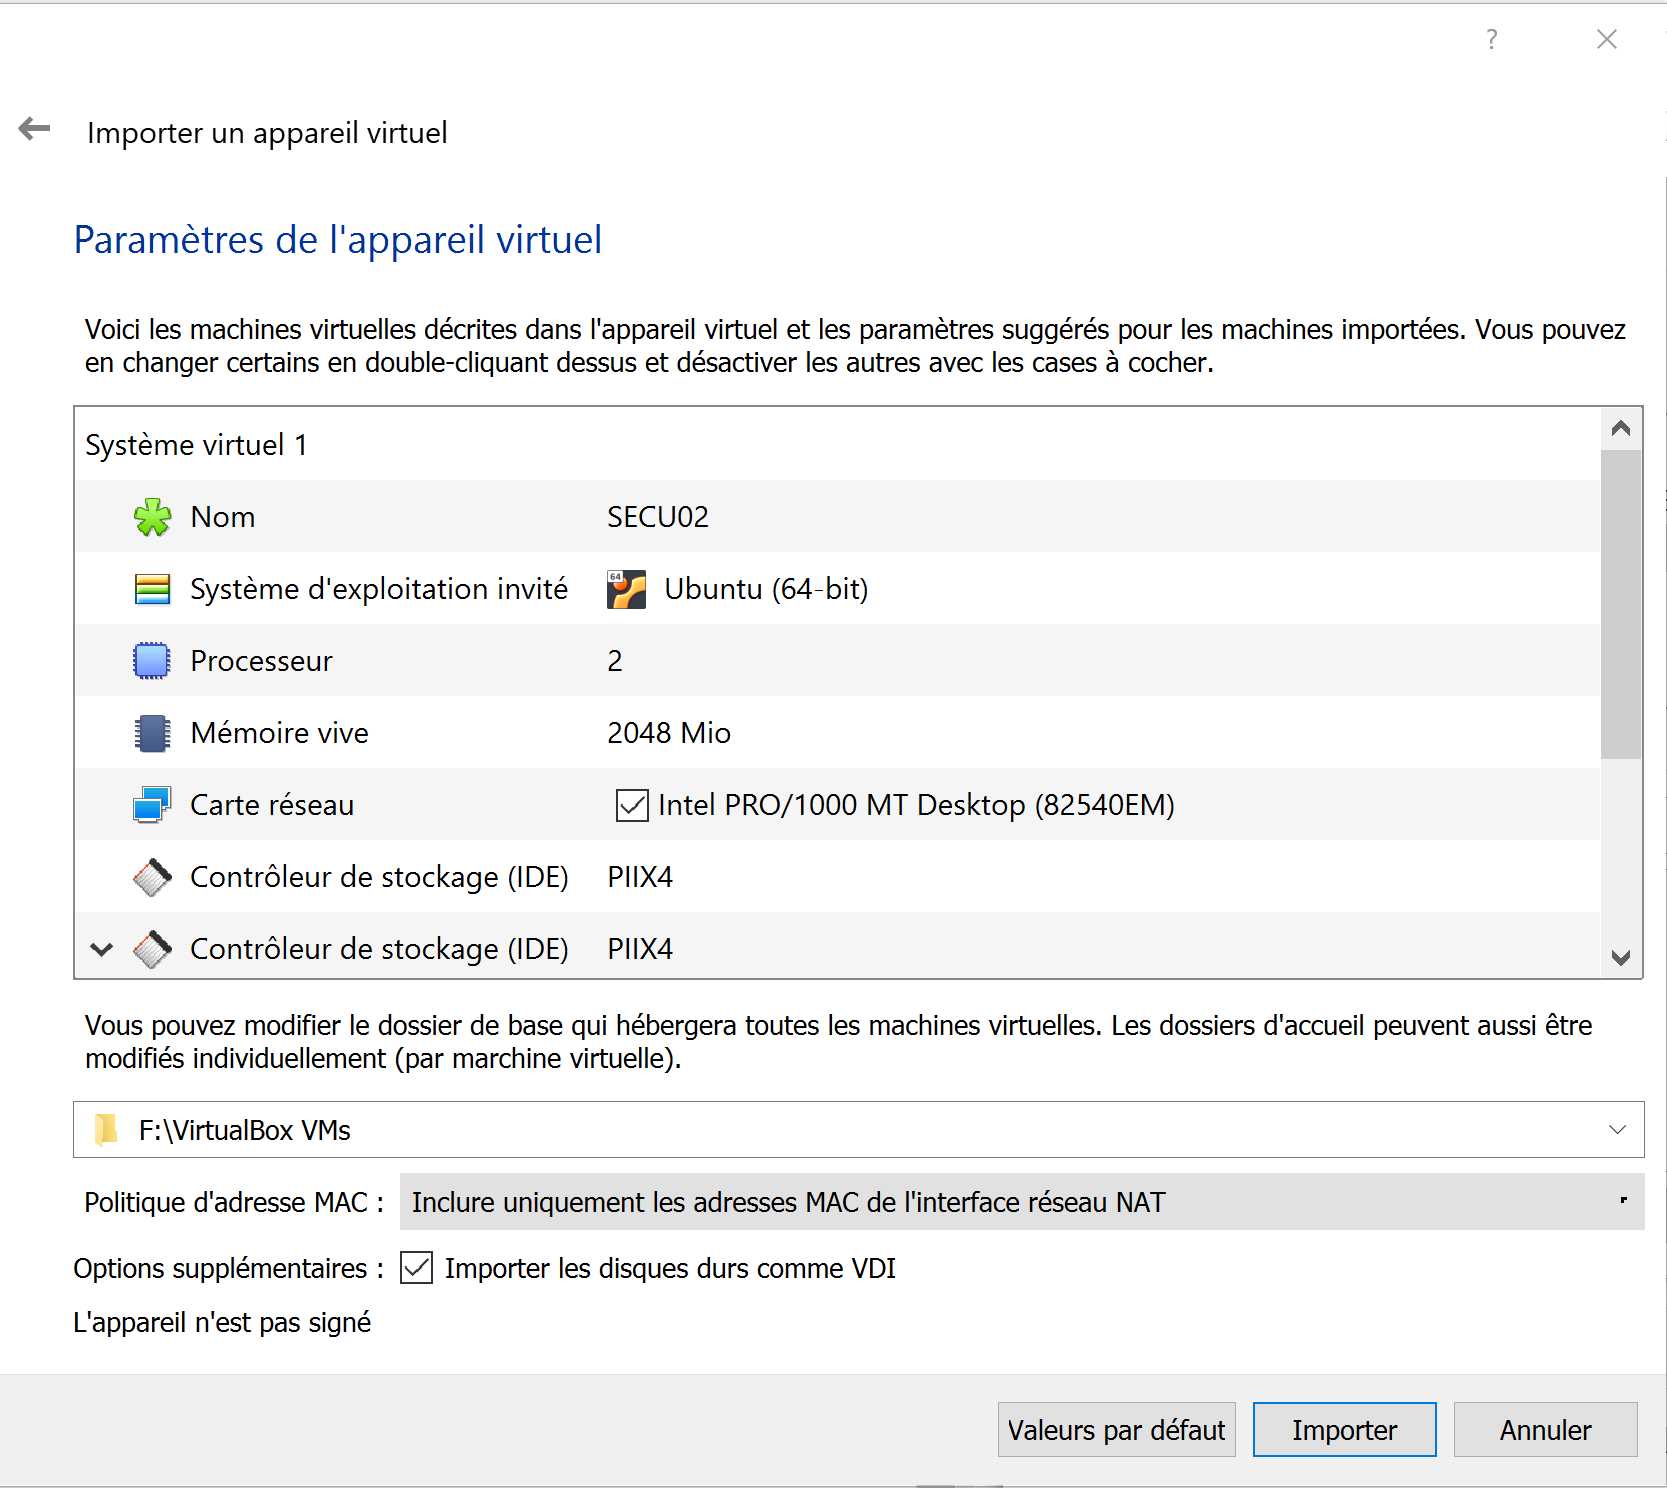 ?
Importer un appareil virtuel
Paramètres de l'appareil virtuel
Voici les machines virtuelles décrites dans l'appareil virtuel et les paramètres suggérés pour les machines importées. Vous pouvez
en changer certains en double-cliquant dessus et désactiver les autres avec les cases à cocher.
Système virtuel 1
Nom SECU02
Système d'exploitation invité 64 Ubuntu (64-bit)
Processeur 2
Mémoire vive 2048 Mio
Carte réseau Intel PRO/1000 MT Desktop (82540EM)
Contrôleur de stockage (IDE) PIIX4
Contrôleur de stockage (IDE) PIIX4
Vous pouvez modifier le dossier de base qui hébergera toutes les machines virtuelles. Les dossiers d'accueil peuvent aussi être
modifiés individuellement (par marchine virtuelle).
F:\VirtualBox VMs
Politique d'adresse MAC : Inclure uniquement les adresses MAC de l'interface réseau NAT
Options supplémentaires : Importer les disques durs comme VDI
L'appareil n'est pas signé
Valeurs par défaut Importer Annuler